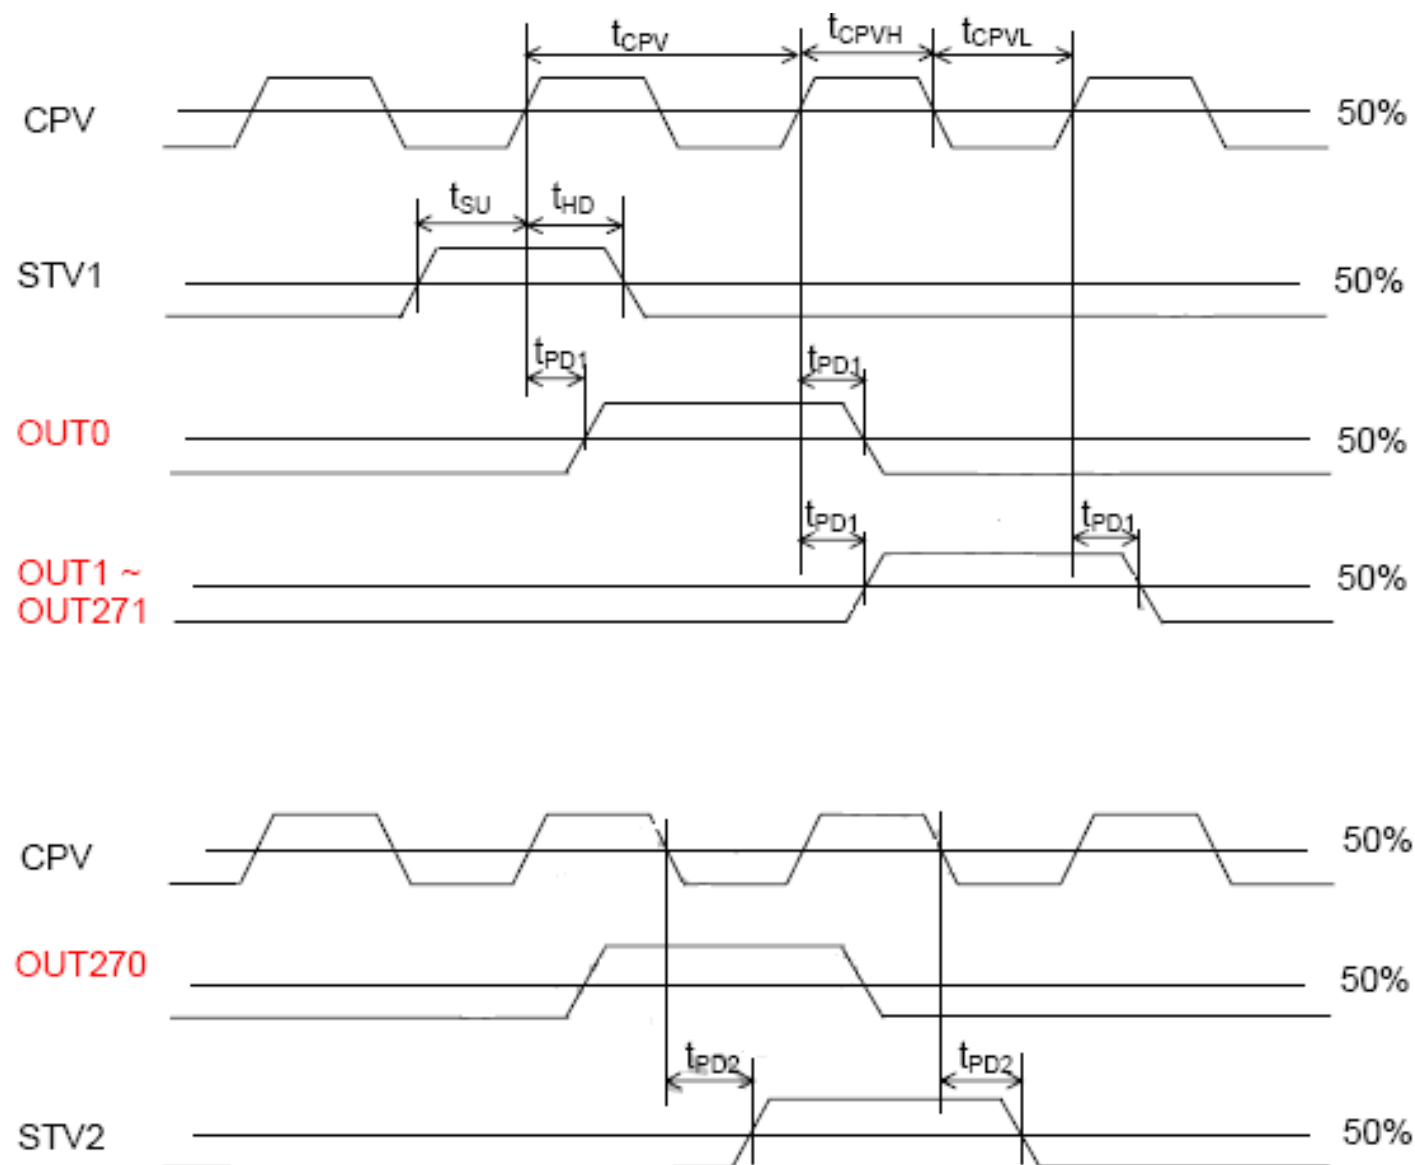 tCPV tCPVH tCPVL
CPV 50%
tSU tHD
STV1 50%
tPD1 tPD1
OUT0 50%
tPD1 tPD1
OUT1 ~ 50%
OUT271
CPV 50%
OUT270 50%
tPD2 tPD2
STV2 50%